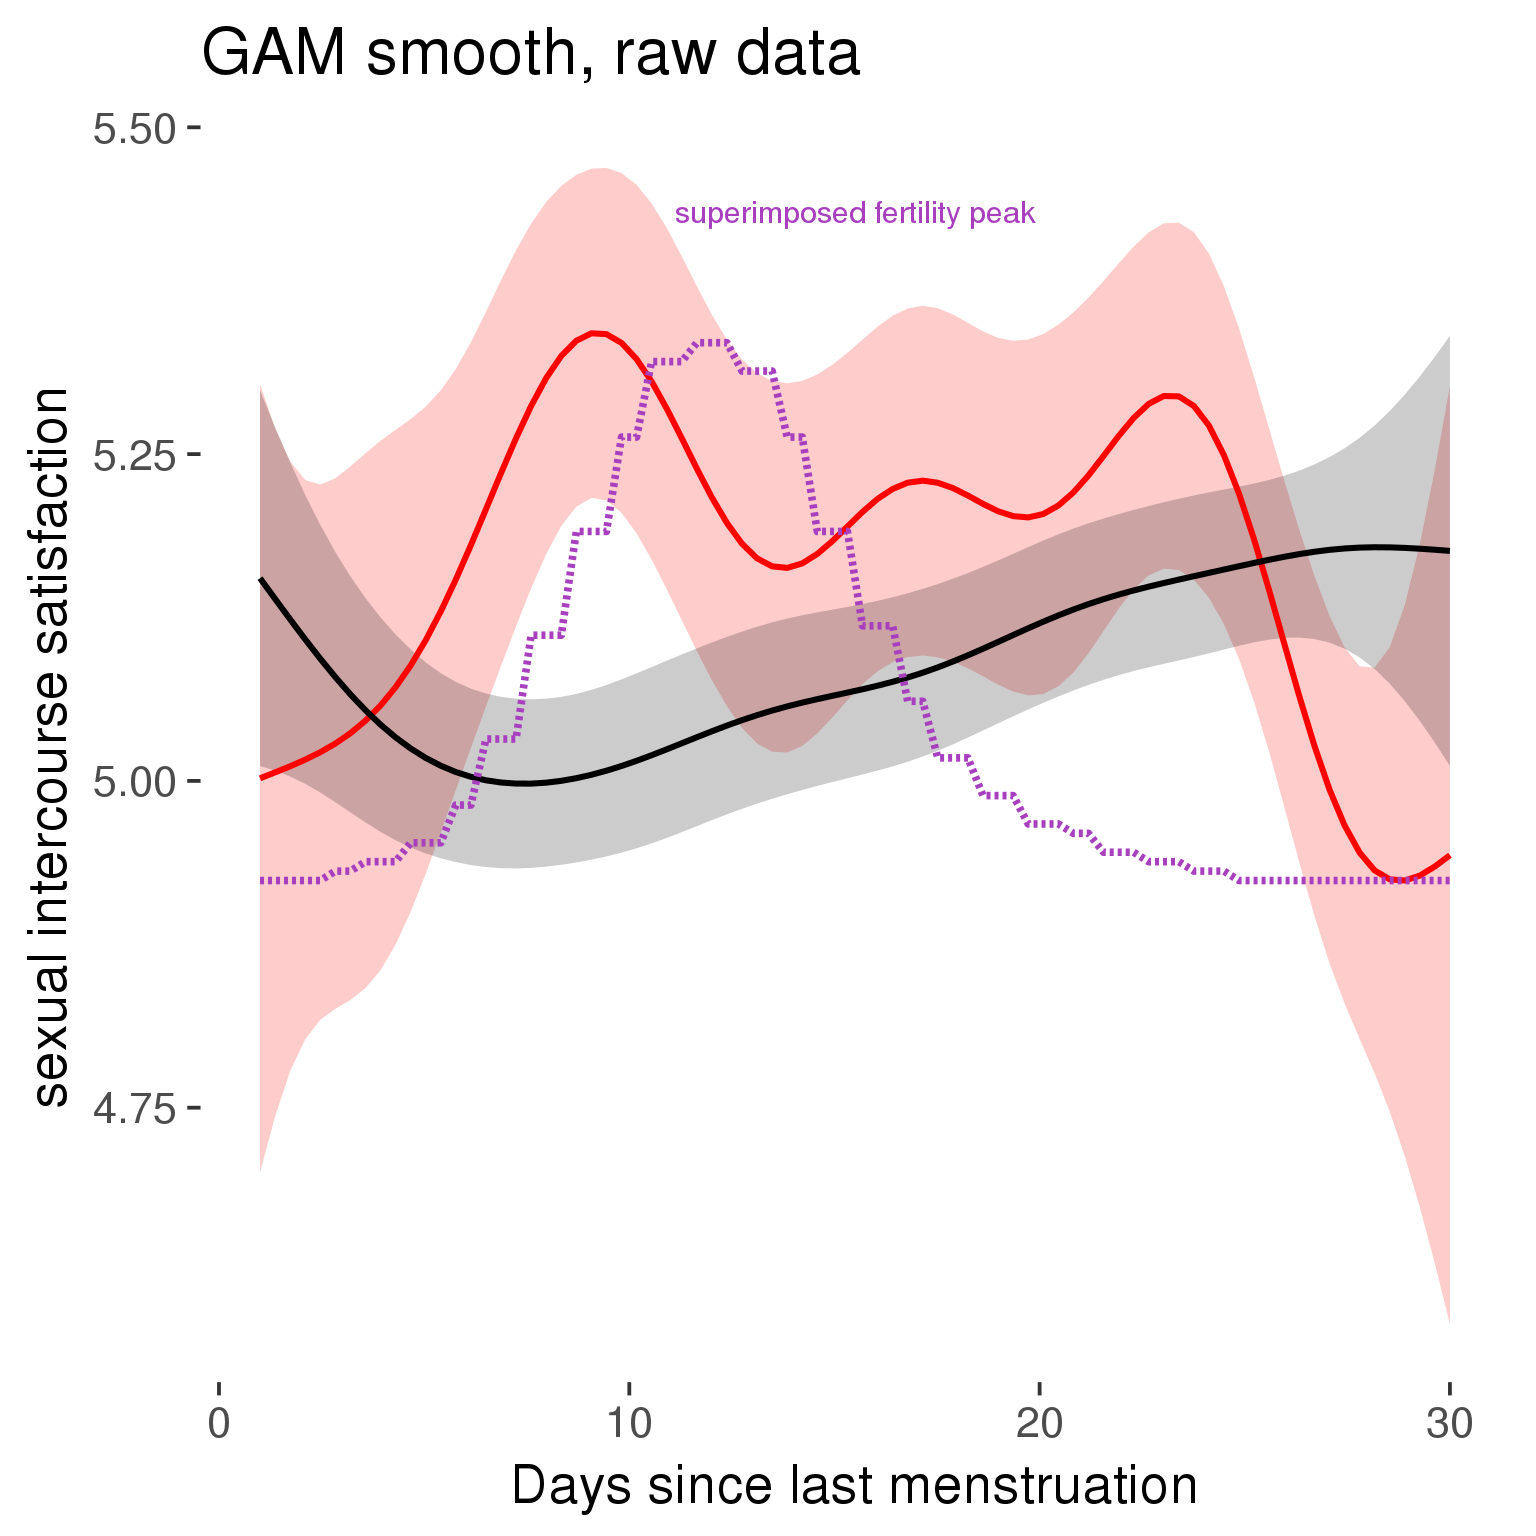 GAM smooth, raw data
5.50
superimposed fertility peak
5.25
5.00
4.75
sexual intercourse satisfaction
0 10 20 30
Days since last menstruation